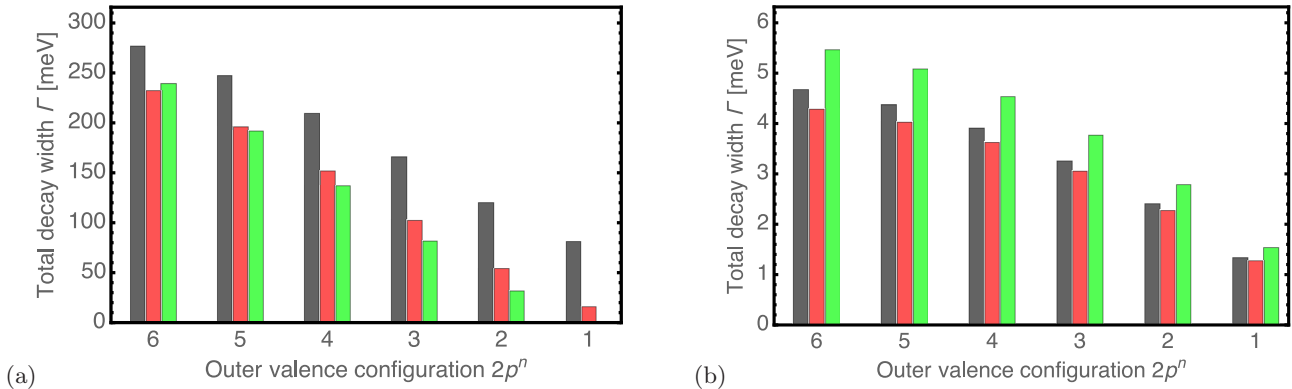 Total decay width Γ [meV]
300
250
200
150
100
50
0
6 5 4 3 2 1
Outer valence configuration 2pⁿ
(a)
Total decay width Γ [meV]
6
5
4
3
2
1
0
6 5 4 3 2 1
Outer valence configuration 2pⁿ
(b)